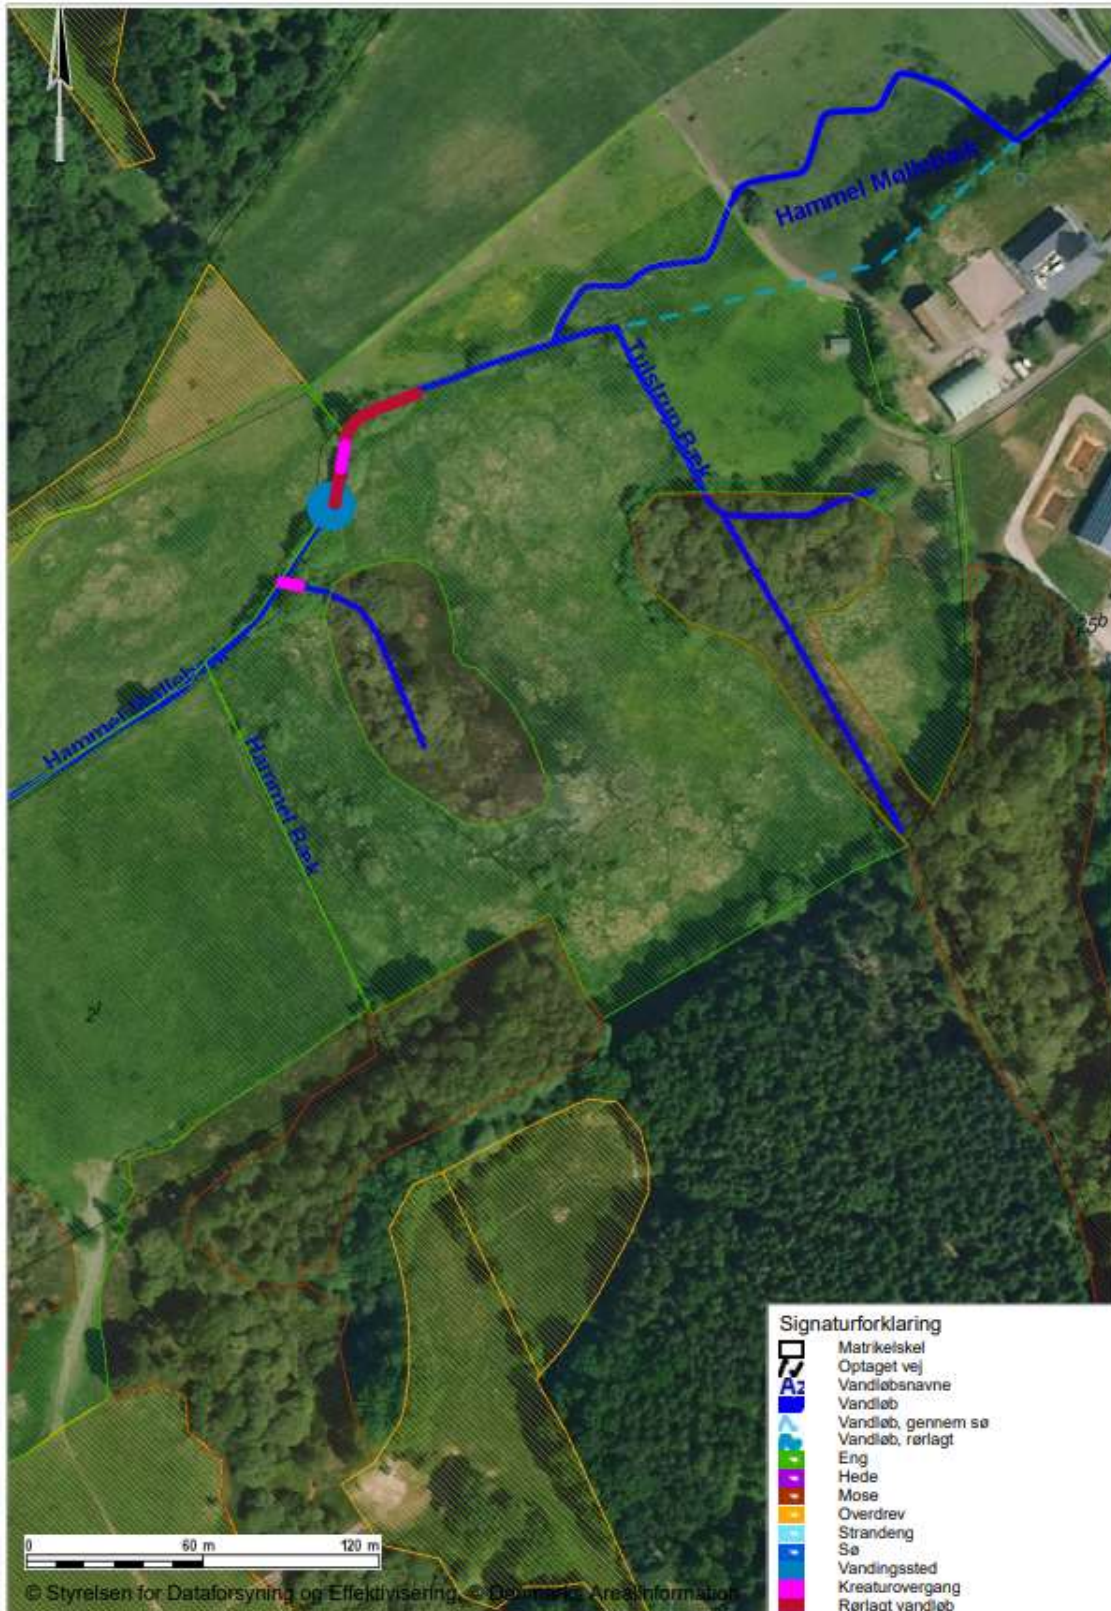 Hammel Møllebæk
Tulstrup Bæk
25b
Hammel
Hammel Bæk
Signaturforklaring
Matrikelskel
Optaget vej
Az Vandløbsnavne
Vandløb
Vandløb, gennem sø
Vandløb, rørlagt
Eng
Hede
Mose
Overdrev
Strandeng
Sø
Vandingssted
Kreaturovergang
Rørlagt vandløb
0 60 m 120 m
© Styrelsen for Dataforsyning og Effektivisering, © Danmarks Arealinformation